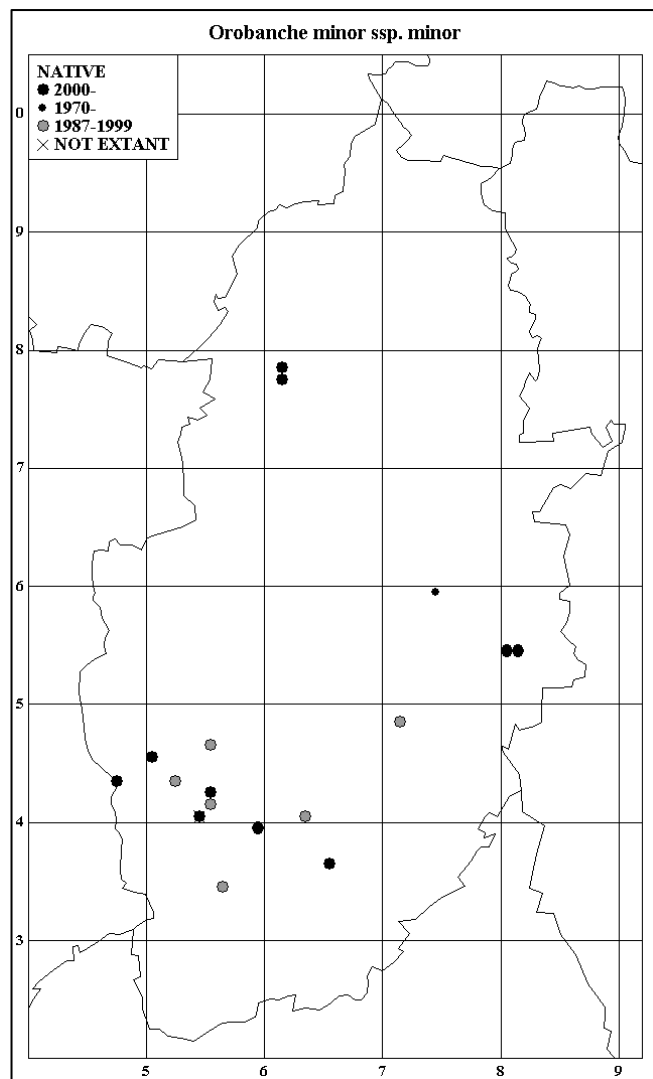 Orobanche minor ssp. minor
NATIVE
2000-
1970-
1987-1999
NOT EXTANT
0
9
8
7
6
5
4
3
5 6 7 8 9